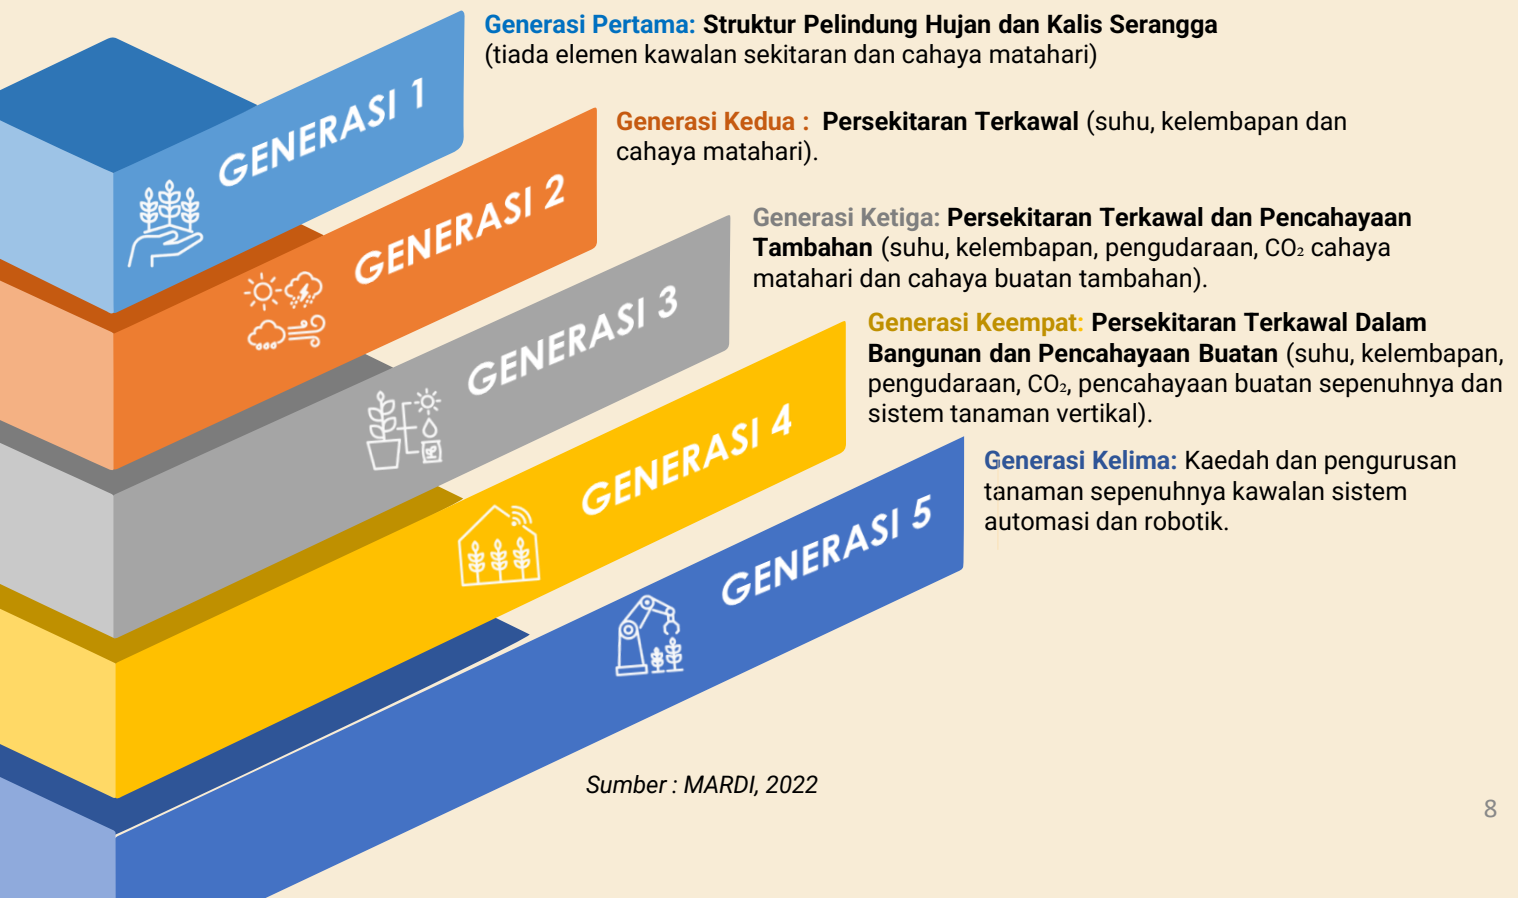 Generasi Pertama: Struktur Pelindung Hujan dan Kalis Serangga
(tiada elemen kawalan sekitaran dan cahaya matahari)
GENERASI 1
Generasi Kedua : Persekitaran Terkawal (suhu, kelembapan dan
cahaya matahari).
GENERASI 2
Generasi Ketiga: Persekitaran Terkawal dan Pencahayaan
Tambahan (suhu, kelembapan, pengudaraan, CO₂ cahaya
matahari dan cahaya buatan tambahan).
GENERASI 3
Generasi Keempat: Persekitaran Terkawal Dalam
Bangunan dan Pencahayaan Buatan (suhu, kelembapan,
pengudaraan, CO₂, pencahayaan buatan sepenuhnya dan
sistem tanaman vertikal).
GENERASI 4
Generasi Kelima: Kaedah dan pengurusan
tanaman sepenuhnya kawalan sistem
automasi dan robotik.
GENERASI 5
Sumber : MARDI, 2022
8